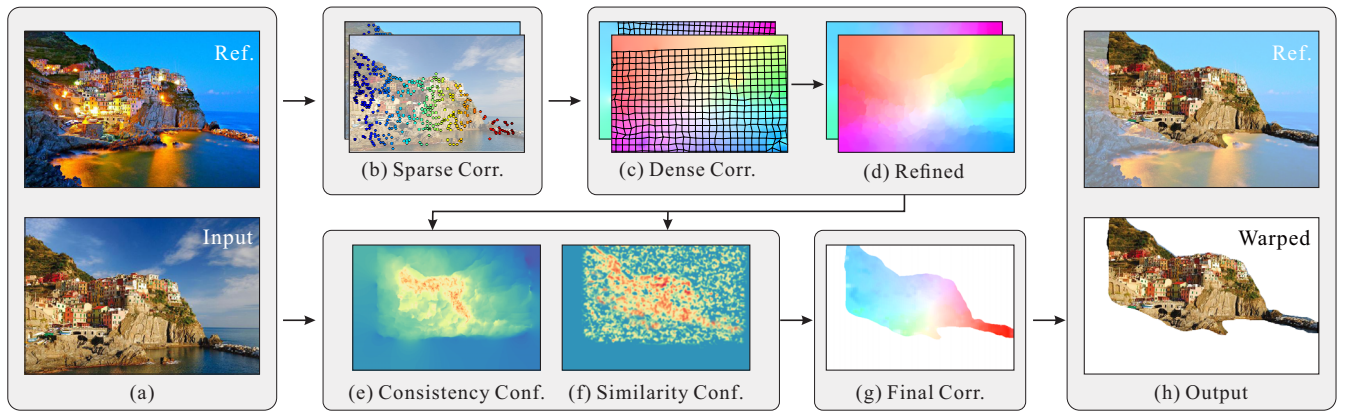 Ref.
Input
(a)
(b) Sparse Corr.
(c) Dense Corr.
(d) Refined
(e) Consistency Conf.
(f) Similarity Conf.
(g) Final Corr.
Ref.
Warped
(h) Output